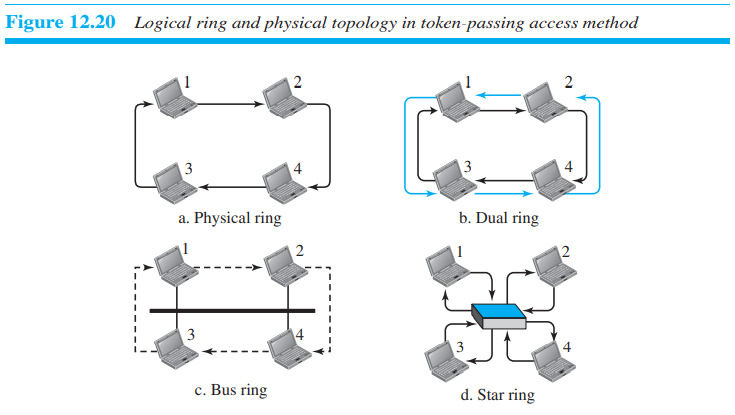 Figure 12.20 Logical ring and physical topology in token-passing access method
1 2
1 2
3 4
3 4
a. Physical ring
b. Dual ring
1 2
1 2
3 4
3 4
c. Bus ring
d. Star ring